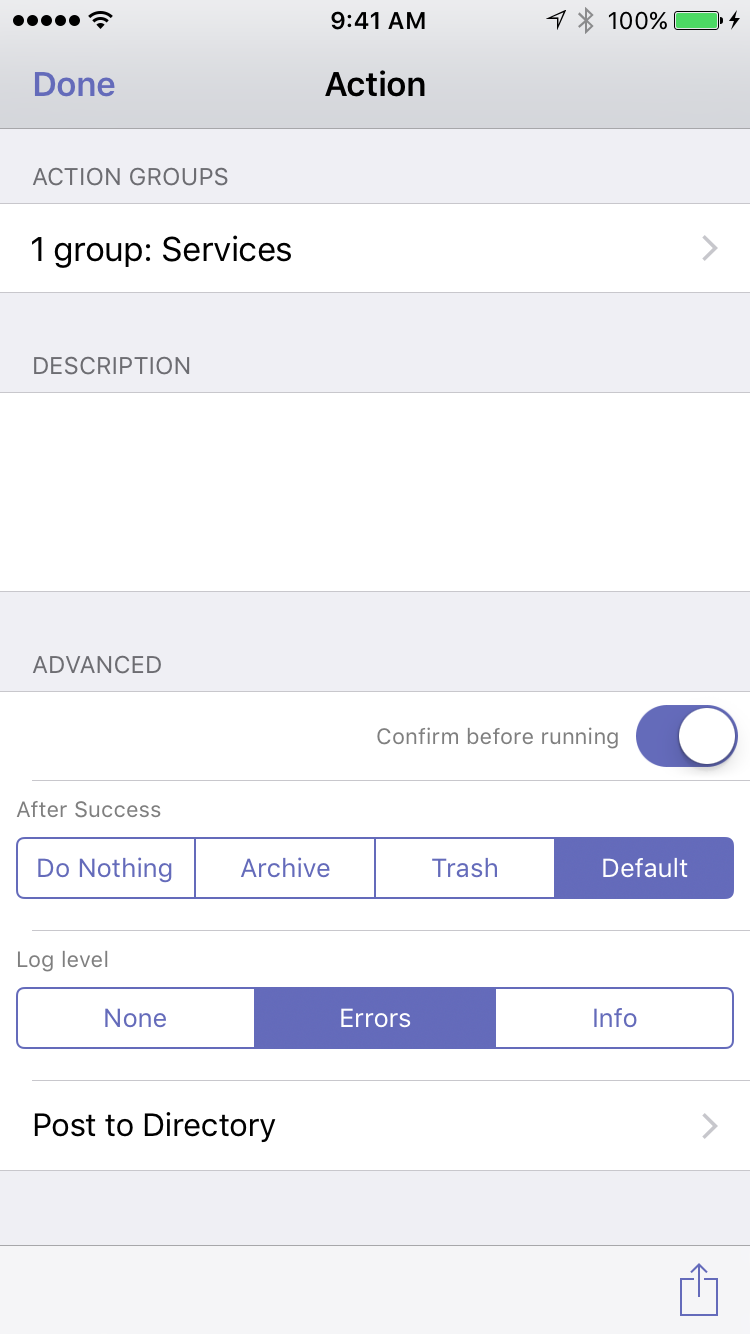 9:41 AM 100%
Done Action
ACTION GROUPS
1 group: Services
DESCRIPTION
ADVANCED
Confirm before running
After Success
Do Nothing Archive Trash Default
Log level
None Errors Info
Post to Directory